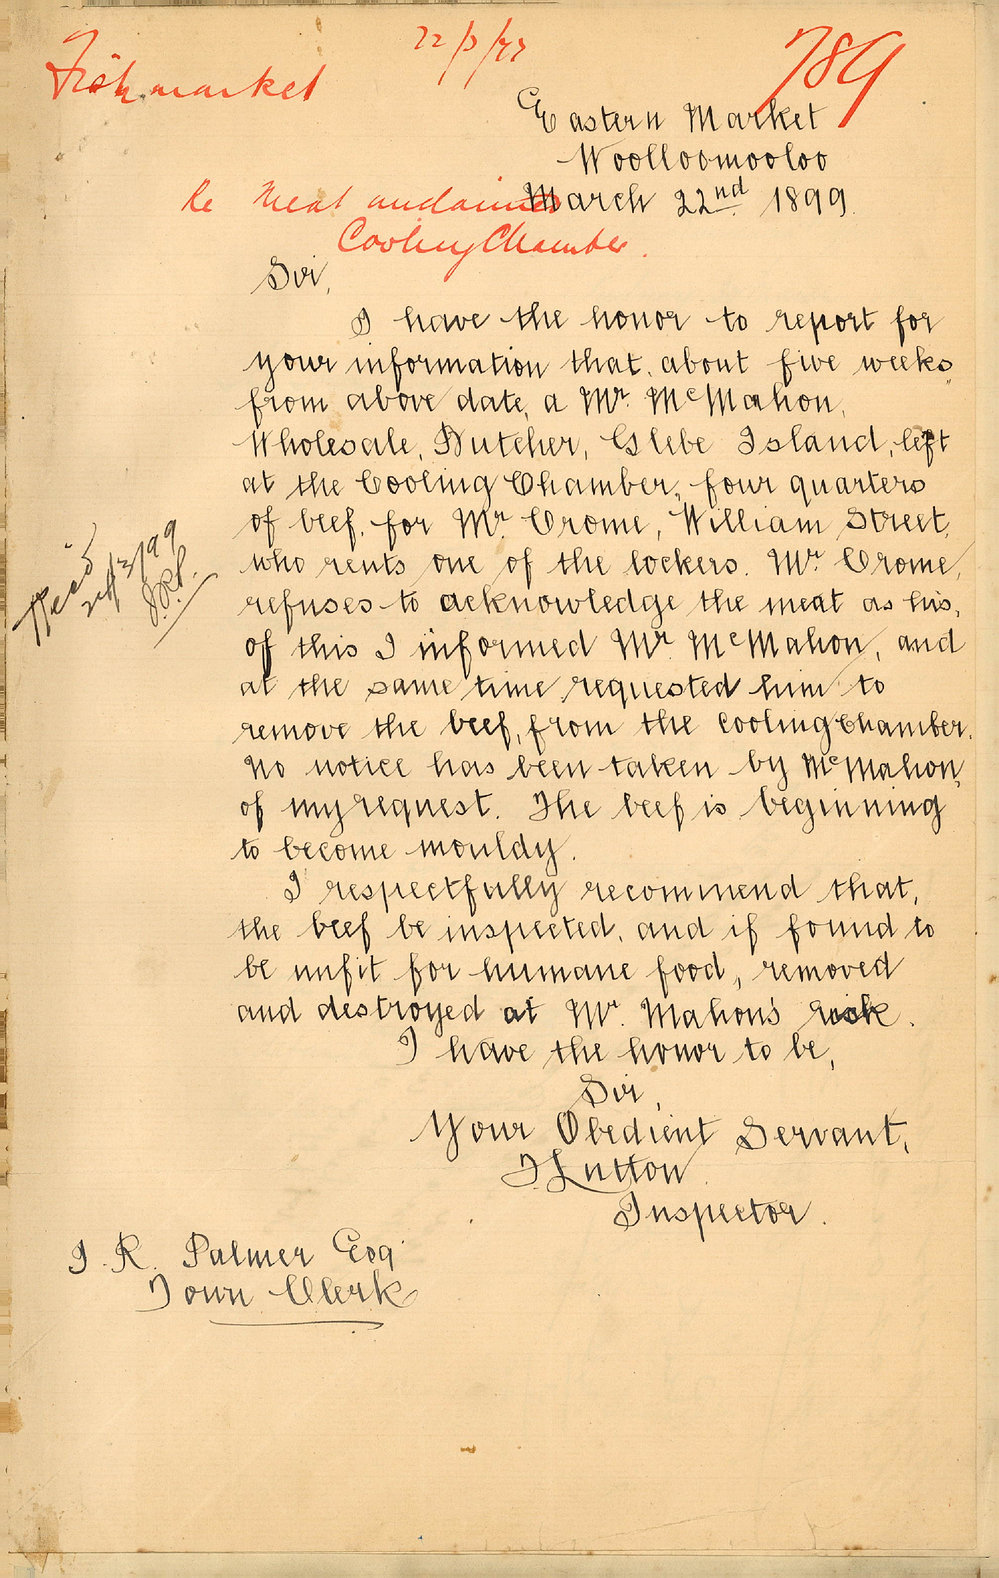 Fishmarket
22/3/99
789
Eastern Market
Woolloomooloo
March 22nd 1899.
Re Meat unclaimed
Cooling Chamber.
Sir,
I have the honor to report for
your information that, about five weeks
from above date, a Mr. McMahon,
Wholesale, Butcher, Glebe Island, left
at the Cooling Chamber, four quarters
of beef, for Mr. Crome, William Street,
who rents one of the lockers. Mr. Crome,
refuses to acknowledge the meat as his,
of this I informed Mr. McMahon, and
at the same time requested him to
remove the beef, from the Cooling Chamber.
No notice has been taken by McMahon,
of my request. The beef is beginning
to become mouldy.
I respectfully recommend that,
the beef be inspected, and if found to
be unfit for humane food, removed
and destroyed at Mr. Mahon's risk.
I have the honor to be,
Sir,
Your Obedient Servant,
J Lutton
Inspector.
J. R. Palmer Esq
Town Clerk
/3/99